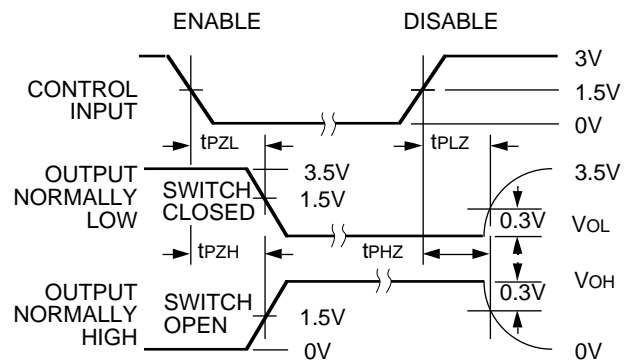 ENABLE DISABLE
3V
CONTROL
INPUT
1.5V
0V
tPZL tPLZ
OUTPUT
NORMALLY
LOW
SWITCH
CLOSED
3.5V
1.5V
3.5V
0.3V
VOL
tPZH tPHZ
OUTPUT
NORMALLY
HIGH
SWITCH
OPEN
1.5V
0V
VOH
0.3V
0V